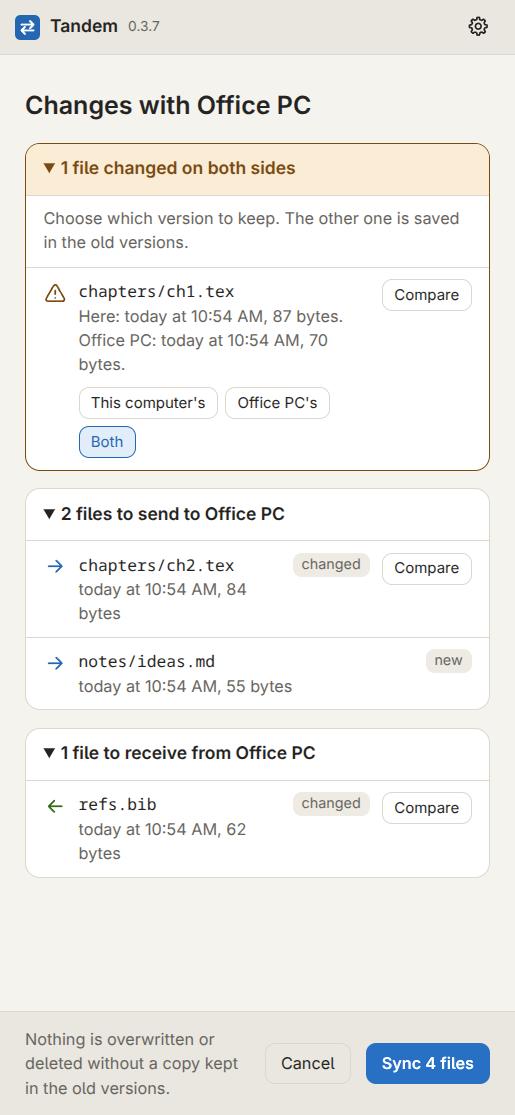 Tandem 0.3.7
Changes with Office PC
1 file changed on both sides
Choose which version to keep. The other one is saved
in the old versions.
chapters/ch1.tex
Compare
Here: today at 10:54 AM, 87 bytes.
Office PC: today at 10:54 AM, 70
bytes.
This computer's
Office PC's
Both
2 files to send to Office PC
chapters/ch2.tex
changed
Compare
today at 10:54 AM, 84
bytes
notes/ideas.md
new
today at 10:54 AM, 55 bytes
1 file to receive from Office PC
refs.bib
changed
Compare
today at 10:54 AM, 62
bytes
Nothing is overwritten or
deleted without a copy kept
in the old versions.
Cancel
Sync 4 files